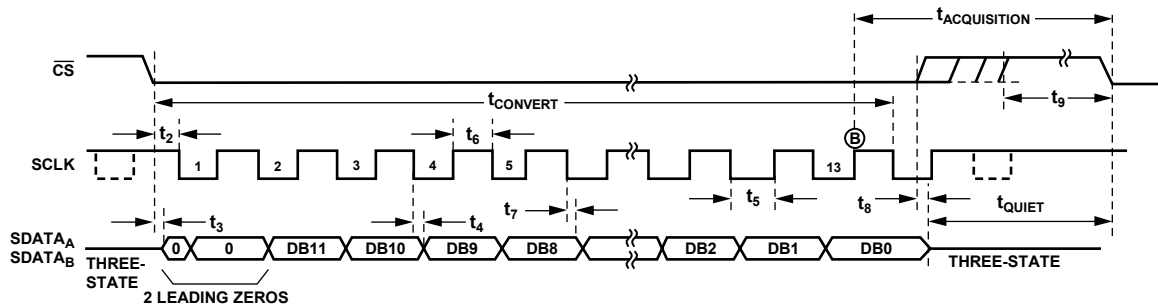 tACQUISITION
CS
tCONVERT
t9
t2
t6
B
SCLK
1 2 3 4 5 13
t3
t4
t7
t5
t8
tQUIET
SDATAA
SDATAB
0 0 DB11 DB10 DB9 DB8 DB2 DB1 DB0
THREE-
STATE
THREE-STATE
2 LEADING ZEROS